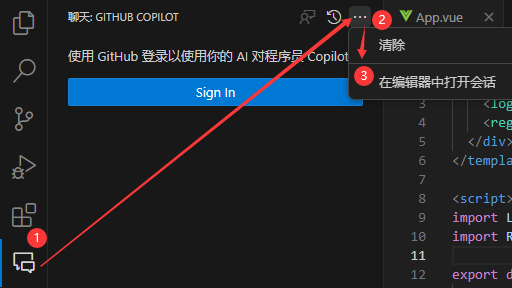 聊天: GITHUB COPILOT
App.vue
使用 GitHub 登录以使用你的 AI 对程序员 Copilot
Sign In
1
2
清除
3
在编辑器中打开会话
3 <log
4 <reg
5 </div>
6 </templa
7
8 <script>
9 import L
10 import R
11
12 export d